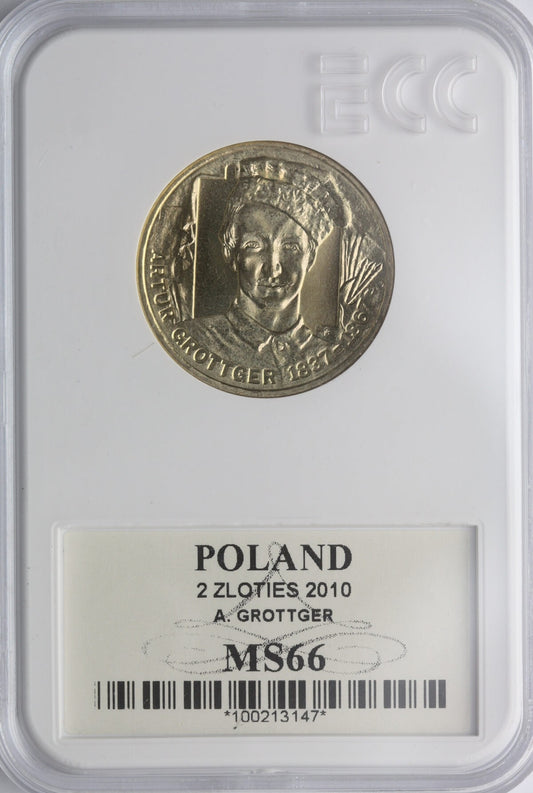 ECC
ARTUR GROTTGER 1837-1867
POLAND
2 ZLOTIES 2010
A. GROTTGER
MS66
*100213147*